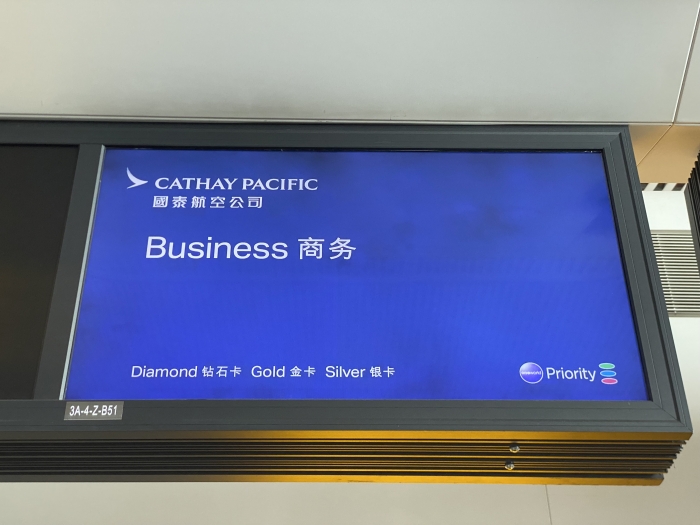 CATHAY PACIFIC
國泰航空公司
Business 商务
Diamond 钻石卡 Gold 金卡 Silver 银卡
oneworld Priority
3A-4-Z-B51